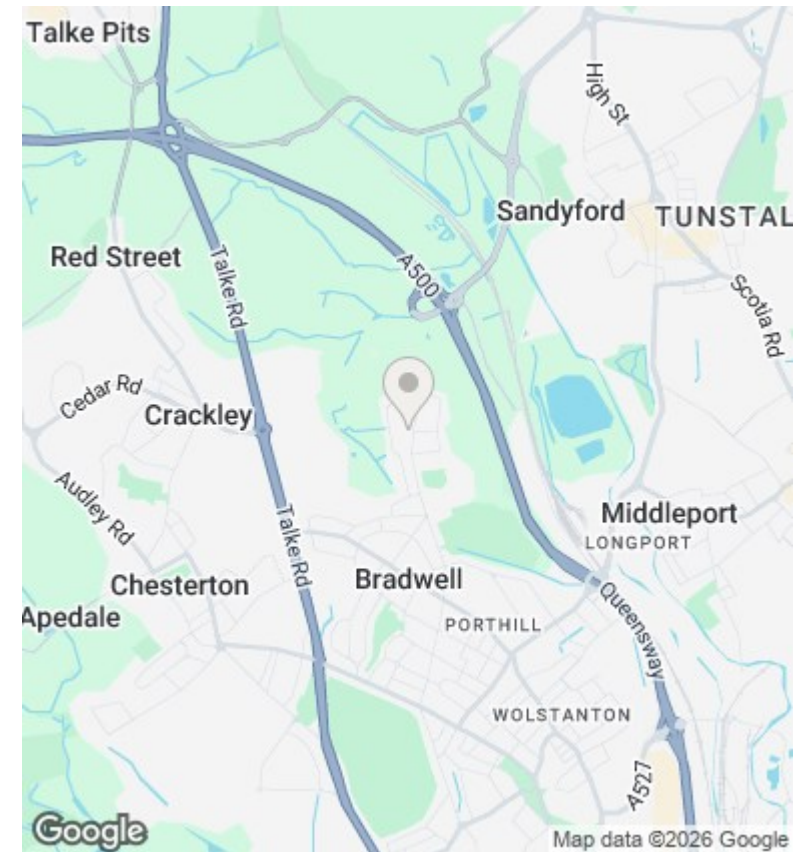 Talke Pits
High St
Sandyford
TUNSTAL
A500
Red Street
Talke Rd
Scotia Rd
Cedar Rd
Crackley
Audley Rd
Talke Rd
Middleport
LONGPORT
Chesterton
Bradwell
Queensway
Apedale
PORTHILL
WOLSTANTON
A527
Google
Map data ©2026 Google